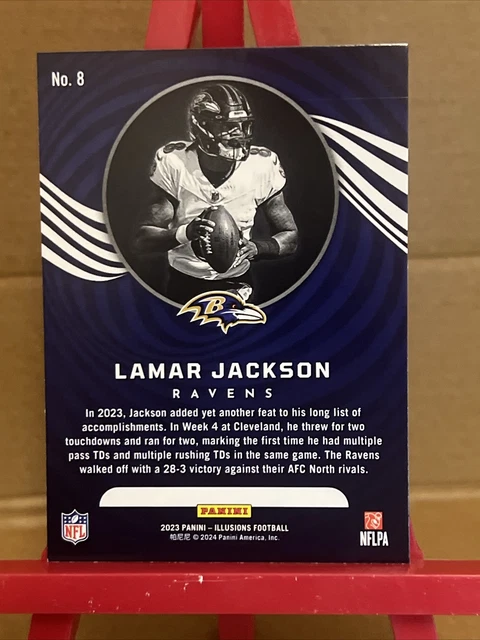 No. 8
B
LAMAR JACKSON
RAVENS
In 2023, Jackson added yet another feat to his long list of
accomplishments. In Week 4 at Cleveland, he threw for two
touchdowns and ran for two, marking the first time he had multiple
pass TDs and multiple rushing TDs in the same game. The Ravens
walked off with a 28-3 victory against their AFC North rivals.
PANINI
2023 PANINI – ILLUSIONS FOOTBALL
帕尼尼 © 2024 Panini America, Inc.
NFL
NFLPA